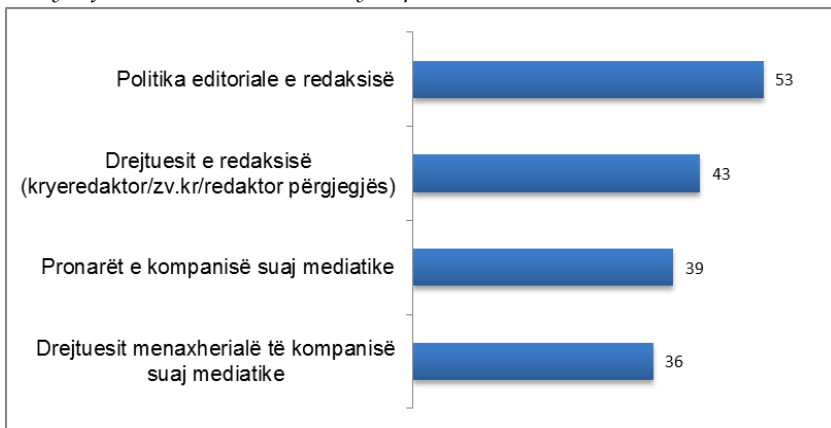 Politika editoriale e redaksisë
53
Drejtuesit e redaksisë
(kryeredaktor/zv.kr/redaktor përgjegjës)
43
Pronarët e kompanisë suaj mediatike
39
Drejtuesit menaxherialë të kompanisë
suaj mediatike
36